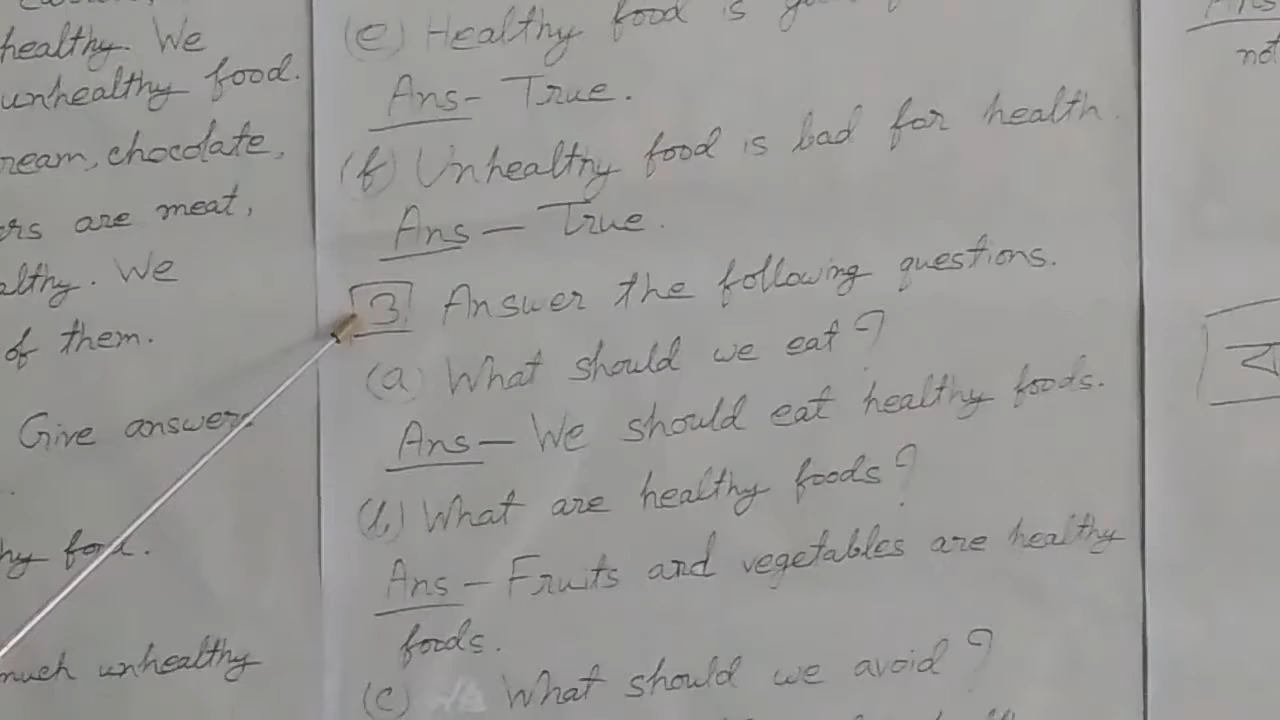 healthy. We
unhealthy food.
ream, chocolate,
ers are meat,
althy. We
of them.
Give answers
hy food.
much unhealthy
(e) Healthy food is
Ans- True.
(f) Unhealthy food is bad for health.
Ans — True.
3 Answer the following questions.
(a) What should we eat?
Ans — We should eat healthy foods.
(b) What are healthy foods?
Ans — Fruits and vegetables are healthy
foods.
(c) What should we avoid?
not